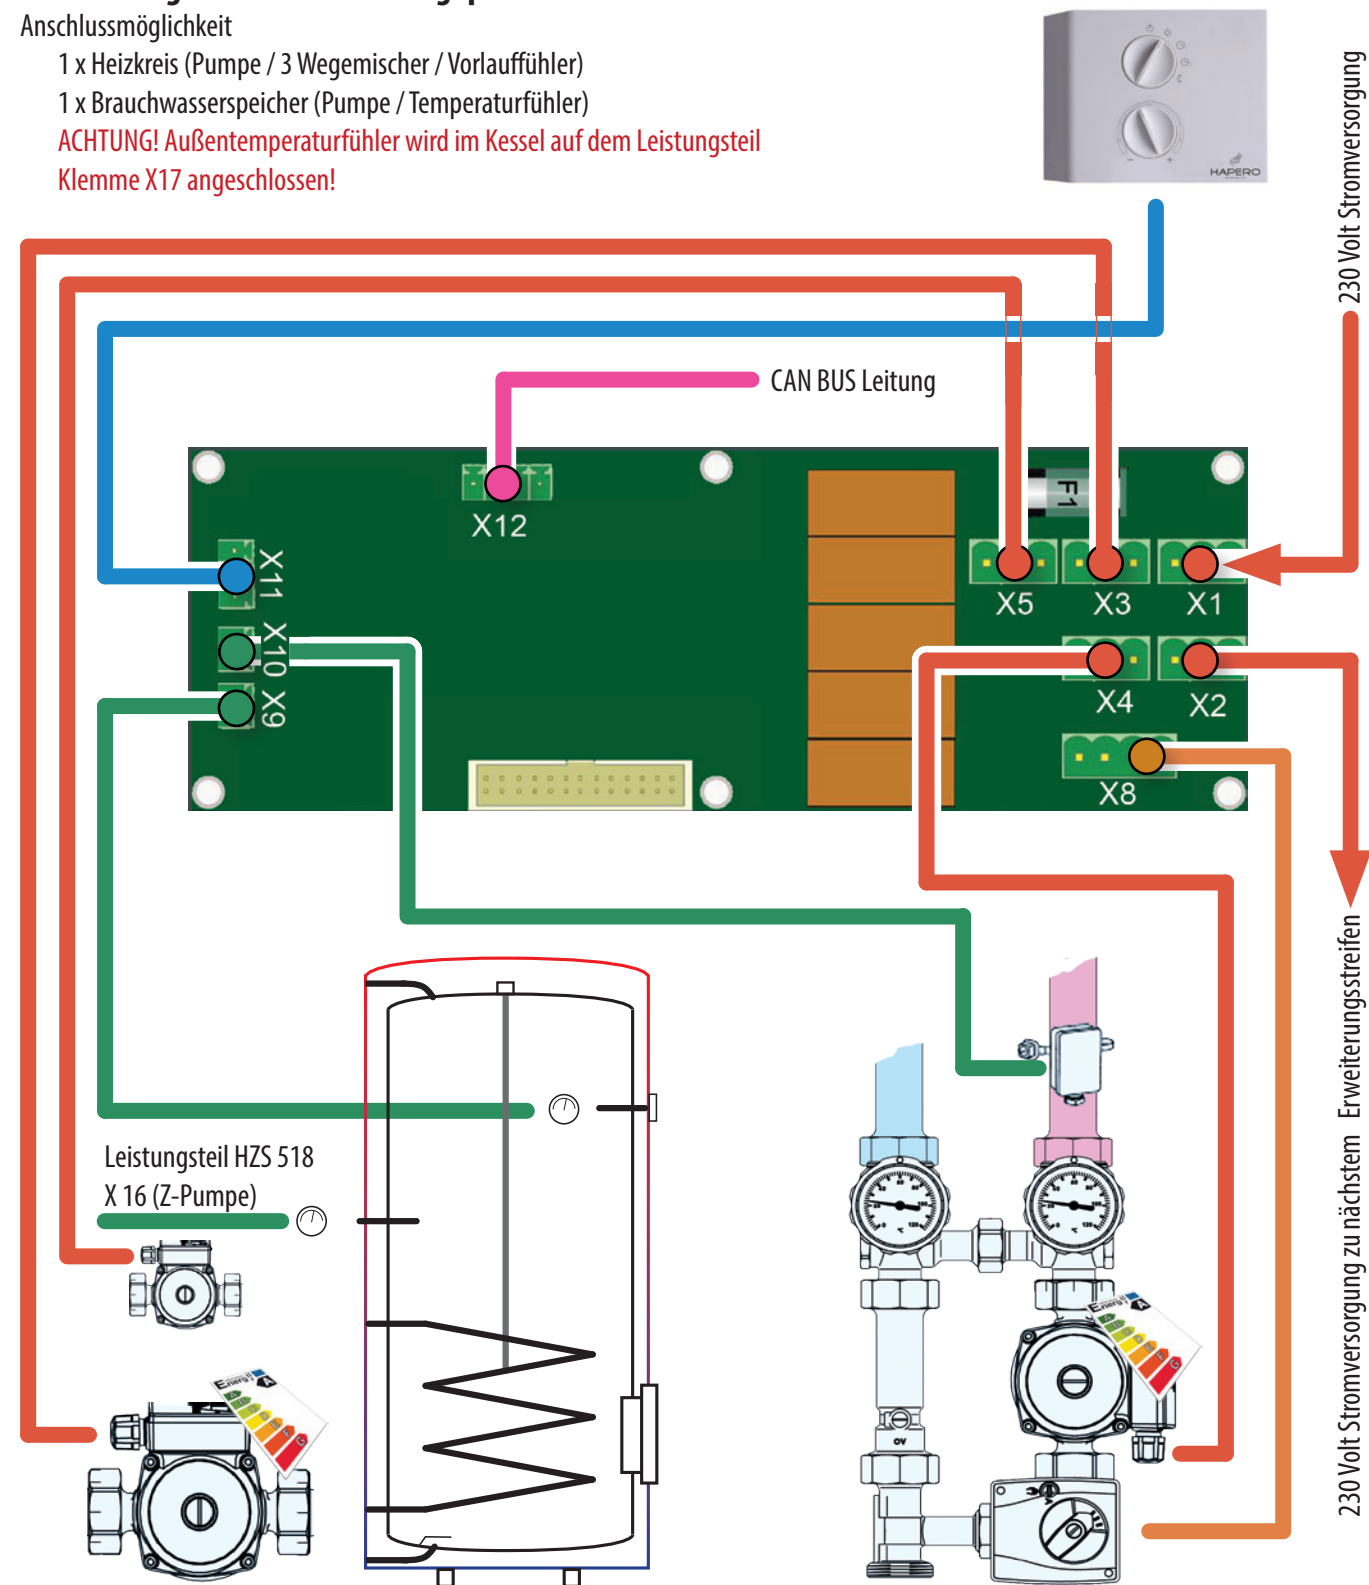 Anschlussmöglichkeit
1 x Heizkreis (Pumpe / 3 Wegemischer / Vorlauffühler)
1 x Brauchwasserspeicher (Pumpe / Temperaturfühler)
ACHTUNG! Außentemperaturfühler wird im Kessel auf dem Leistungsteil
Klemme X17 angeschlossen!
HAPERO
230 Volt Stromversorgung
CAN BUS Leitung
X12
F1
X11
X10
X9
X5
X3
X1
X4
X2
X8
230 Volt Stromversorgung zu nächstem Erweiterungsstreifen
Leistungsteil HZS 518
X 16 (Z-Pumpe)